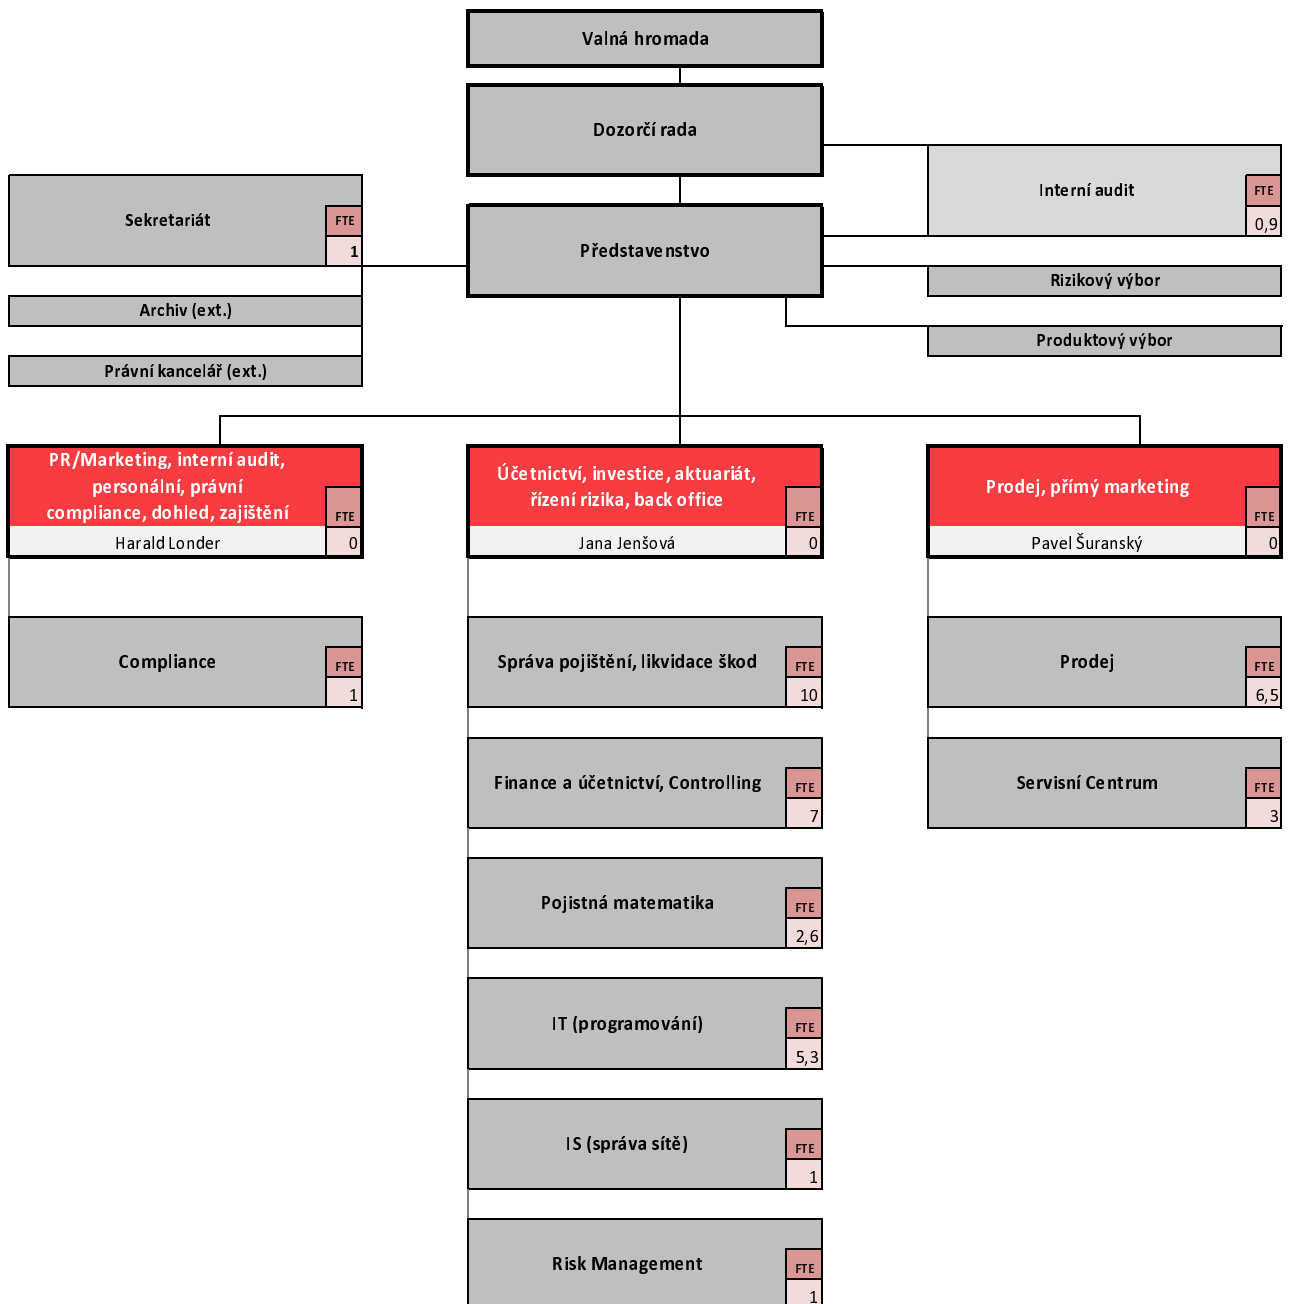 Valná hromada
Dozorčí rada
Interní audit
FTE
0,9
Sekretariát
FTE
1
Představenstvo
Rizikový výbor
Archiv (ext.)
Produktový výbor
Právní kancelář (ext.)
PR/Marketing, interní audit,
personální, právní
compliance, dohled, zajištění
FTE
Harald Londer
0
Účetnictví, investice, aktuariát,
řízení rizika, back office
FTE
Jana Jenšová
0
Prodej, přímý marketing
FTE
Pavel Šuranský
0
Compliance
FTE
1
Správa pojištění, likvidace škod
FTE
10
Prodej
FTE
6,5
Finance a účetnictví, Controlling
FTE
7
Servisní Centrum
FTE
3
Pojistná matematika
FTE
2,6
IT (programování)
FTE
5,3
IS (správa sítě)
FTE
1
Risk Management
FTE
1